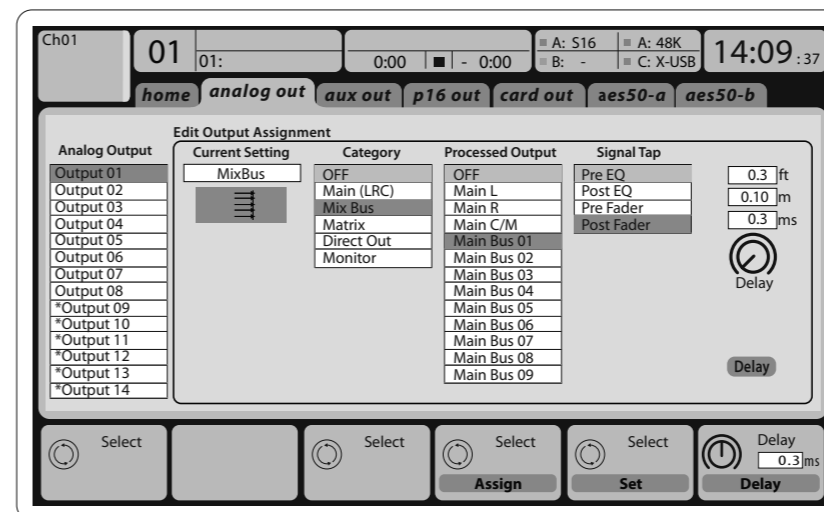 Ch01
01
01:
0:00
- 0:00
A: S16
A: 48K
B: -
C: X-USB
14:09:37
home
analog out
aux out
p16 out
card out
aes50-a
aes50-b
Edit Output Assignment
Analog Output
Current Setting
Category
Processed Output
Signal Tap
Output 01
Output 02
Output 03
Output 04
Output 05
Output 06
Output 07
Output 08
*Output 09
*Output 10
*Output 11
*Output 12
*Output 13
*Output 14
MixBus
OFF
Main (LRC)
Mix Bus
Matrix
Direct Out
Monitor
OFF
Main L
Main R
Main C/M
Main Bus 01
Main Bus 02
Main Bus 03
Main Bus 04
Main Bus 05
Main Bus 06
Main Bus 07
Main Bus 08
Main Bus 09
Pre EQ
Post EQ
Pre Fader
Post Fader
0.3 ft
0.10 m
0.3 ms
Delay
Delay
Select
Select
Select
Assign
Select
Set
Delay
0.3 ms
Delay